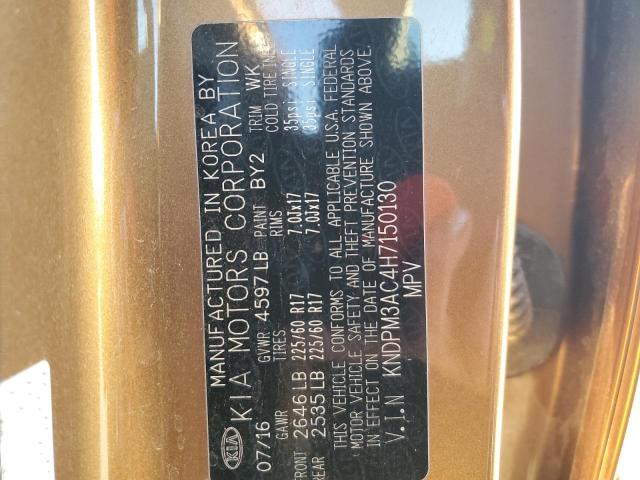 MANUFACTURED IN KOREA BY
KIA KIA MOTORS CORPORATION
07/16 GVWR 4597LB PAINT BY2 TRIM WK
GAWR TIRES RIMS COLD TIRE INF
FRONT 2646LB 225/60 R17 7.0Jx17 35psi SINGLE
REAR 2535LB 225/60 R17 7.0Jx17 35psi SINGLE
THIS VEHICLE CONFORMS TO ALL APPLICABLE U.S.A. FEDERAL
MOTOR VEHICLE SAFETY AND THEFT PREVENTION STANDARDS
IN EFFECT ON THE DATE OF MANUFACTURE SHOWN ABOVE.
V.I.N KNDPM3AC4H7150130
MPV